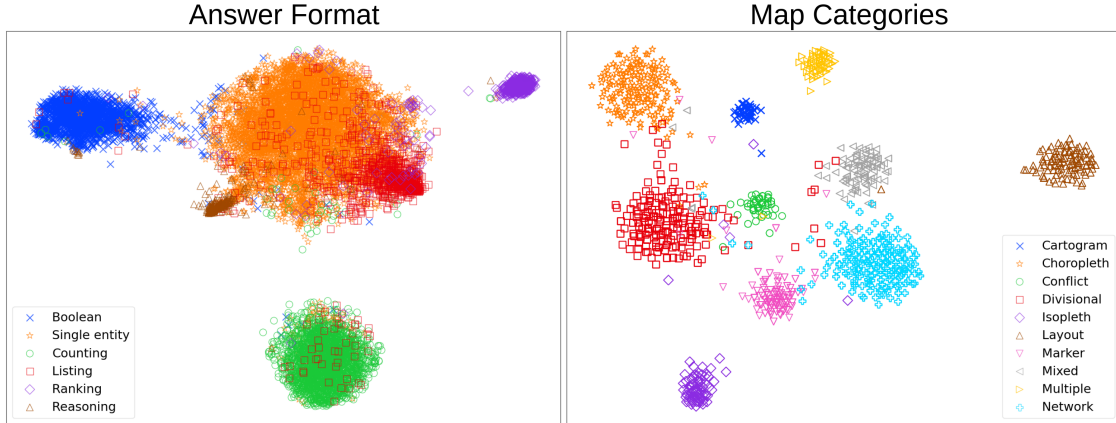 Answer Format
Boolean
Single entity
Counting
Listing
Ranking
Reasoning
Map Categories
Cartogram
Choropleth
Conflict
Divisional
Isopleth
Layout
Marker
Mixed
Multiple
Network